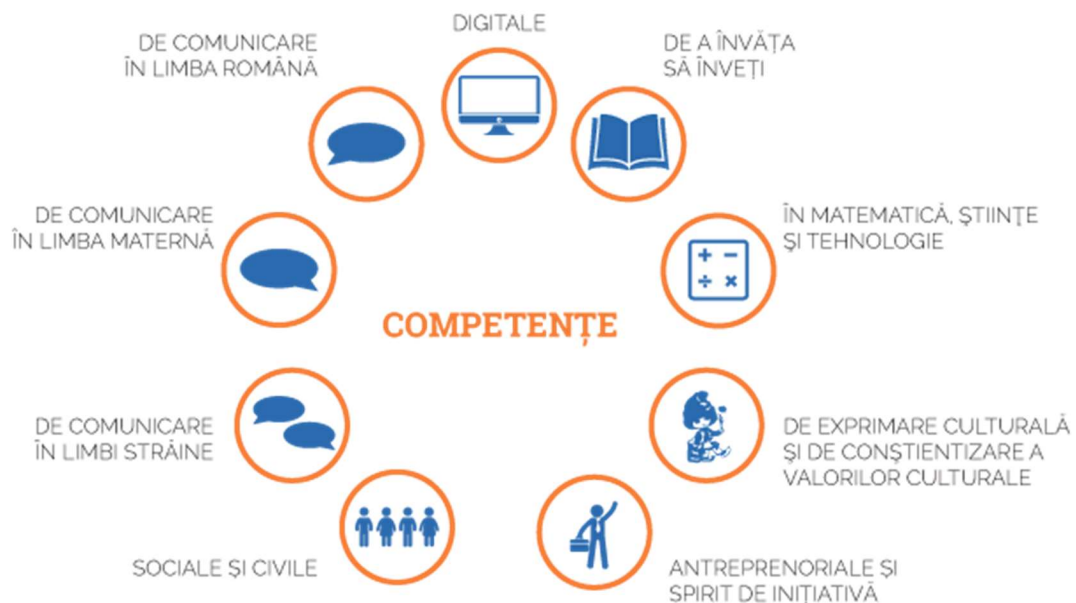 DIGITALE
DE COMUNICARE
ÎN LIMBA ROMÂNĂ
DE A ÎNVĂȚA
SĂ ÎNVEȚI
DE COMUNICARE
ÎN LIMBA MATERNĂ
ÎN MATEMATICĂ, ȘTIINȚE
ȘI TEHNOLOGIE
COMPETENȚE
DE COMUNICARE
ÎN LIMBI STRĂINE
DE EXPRIMARE CULTURALĂ
ȘI DE CONȘTIENTIZARE A
VALORILOR CULTURALE
SOCIALE ȘI CIVILE
ANTREPRENORIALE ȘI
SPIRIT DE INIȚIATIVĂ